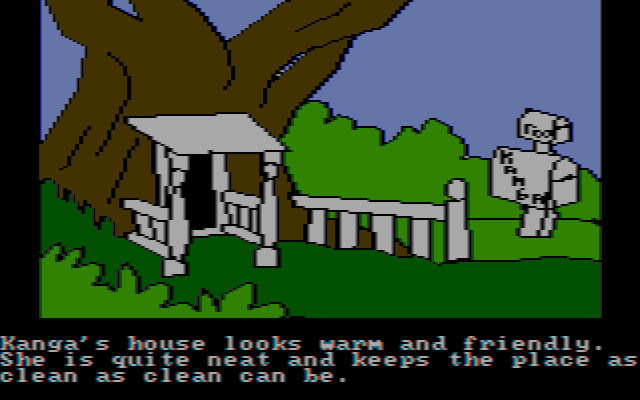 KANGA
Kanga's house looks warm and friendly.
She is quite neat and keeps the place as
clean as clean can be.